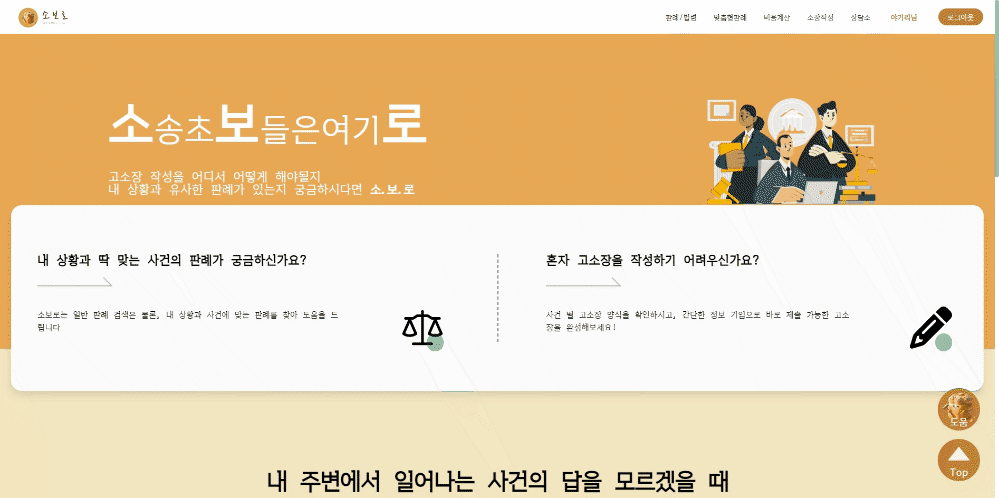 소보로
판례/법령 맞춤형판례 비용계산 소장작성 상담소 아기리님 로그아웃
소송초보들은여기로
고소장 작성을 어디서 어떻게 해야될지
내 상황과 유사한 판례가 있는지 궁금하시다면 소.보.로
내 상황과 딱 맞는 사건의 판례가 궁금하신가요?
소보로는 일반 판례 검색은 물론, 내 상황과 사건에 맞는 판례를 찾아 도움을 드
립니다
혼자 고소장을 작성하기 어려우신가요?
사건 별 고소장 양식을 확인하시고, 간단한 정보 기입으로 바로 제출 가능한 고소
장을 완성해보세요!
도움
Top
내 주변에서 일어나는 사건의 답을 모르겠을 때